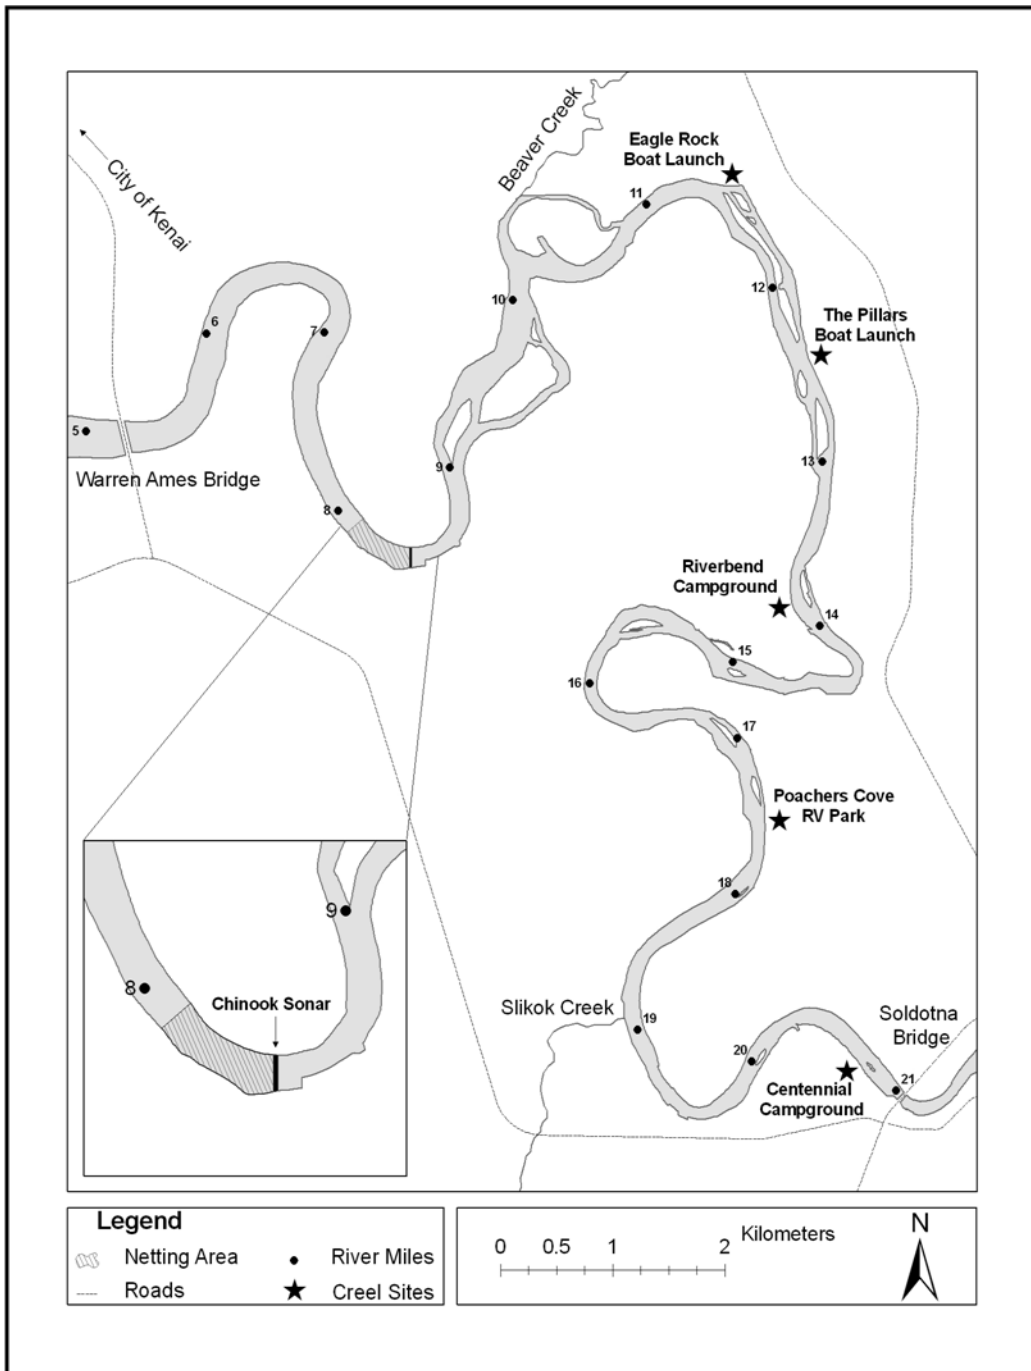 Beaver Creek
Eagle Rock
Boat Launch
City of Kenai
11
10
12
6
7
The Pillars
Boat Launch
5
Warren Ames Bridge
9
13
8
Riverbend
Campground
14
15
16
17
Poachers Cove
RV Park
18
9
8
Chinook Sonar
Slikok Creek
19
Soldotna
Bridge
20
21
Centennial
Campground
Legend
Netting Area
River Miles
Roads
Creel Sites
Kilometers
0 0.5 1 2
N